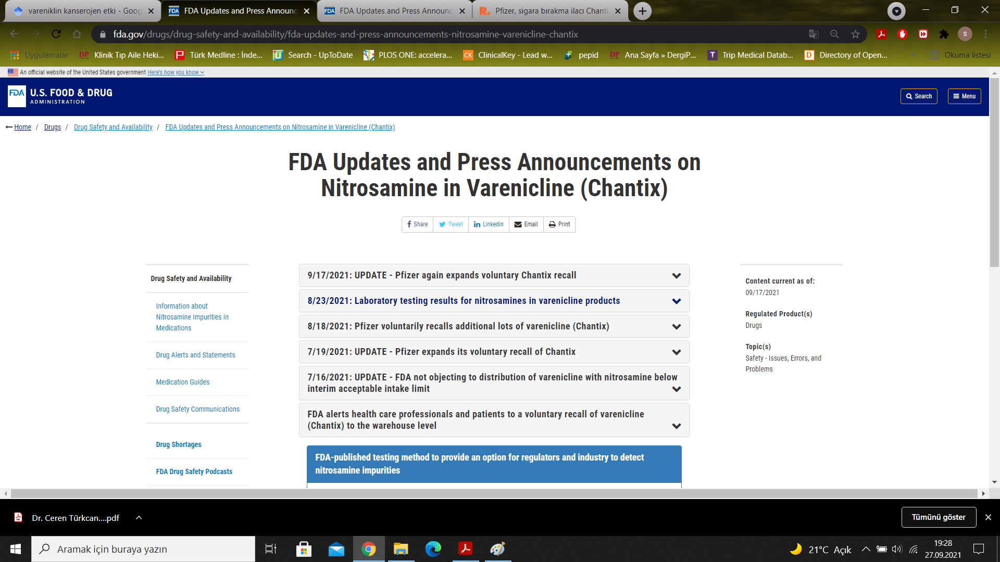 vareniklin kanserojen etki - Goog
FDA Updates and Press Announc
FDA Updates and Press Announc
Pfizer, sigara bırakma ilacı Chanti
fda.gov/drugs/drug-safety-and-availability/fda-updates-and-press-announcements-nitrosamine-varenicline-chantix
S
Uygulamalar
DP Klinik Tıp Aile Heki...
Türk Medline : İnde...
Search - UpToDate
PLOS ONE: accelera...
CK ClinicalKey - Lead w...
pepid
DP Ana Sayfa » DergiP...
T Trip Medical Datab...
D Directory of Open...
Okuma listesi
An official website of the United States government Here's how you know
FDA U.S. FOOD & DRUG
ADMINISTRATION
Search
Menu
Home / Drugs / Drug Safety and Availability / FDA Updates and Press Announcements on Nitrosamine in Varenicline (Chantix)
FDA Updates and Press Announcements on
Nitrosamine in Varenicline (Chantix)
Share
Tweet
Linkedin
Email
Print
Drug Safety and Availability
Information about
Nitrosamine Impurities in
Medications
Drug Alerts and Statements
Medication Guides
Drug Safety Communications
Drug Shortages
FDA Drug Safety Podcasts
9/17/2021: UPDATE - Pfizer again expands voluntary Chantix recall
8/23/2021: Laboratory testing results for nitrosamines in varenicline products
8/18/2021: Pfizer voluntarily recalls additional lots of varenicline (Chantix)
7/19/2021: UPDATE - Pfizer expands its voluntary recall of Chantix
7/16/2021: UPDATE - FDA not objecting to distribution of varenicline with nitrosamine below
interim acceptable intake limit
FDA alerts health care professionals and patients to a voluntary recall of varenicline
(Chantix) to the warehouse level
FDA-published testing method to provide an option for regulators and industry to detect
nitrosamine impurities
Content current as of:
09/17/2021
Regulated Product(s)
Drugs
Topic(s)
Safety - Issues, Errors, and
Problems
Dr. Ceren Türkcan....pdf
Tümünü göster
Aramak için buraya yazın
21°C Açık
19:28
27.09.2021